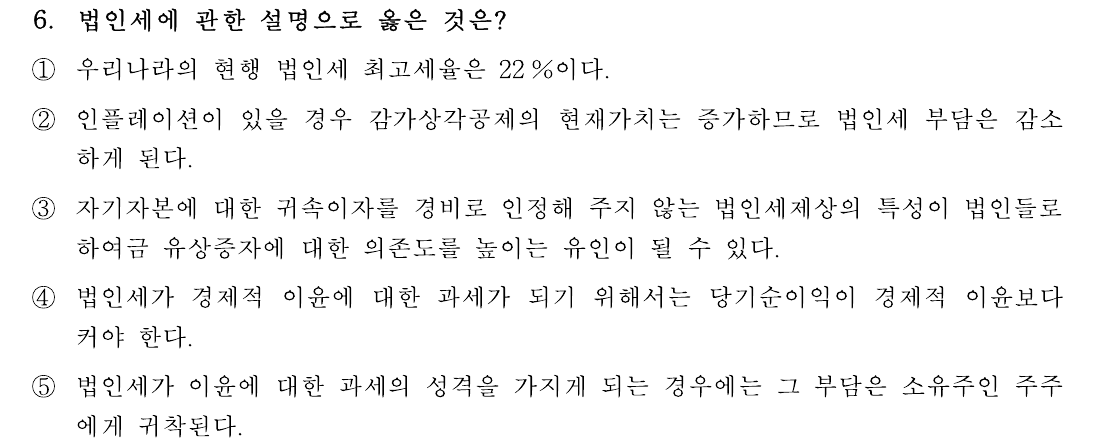 6. 법인세에 관한 설명으로 옳은 것은?
① 우리나라의 현행 법인세 최고세율은 22%이다.
② 인플레이션이 있을 경우 감가상각공제의 현재가치는 증가하므로 법인세 부담은 감소
하게 된다.
③ 자기자본에 대한 귀속이자를 경비로 인정해 주지 않는 법인세제상의 특성이 법인들로
하여금 유상증자에 대한 의존도를 높이는 유인이 될 수 있다.
④ 법인세가 경제적 이윤에 대한 과세가 되기 위해서는 당기순이익이 경제적 이윤보다
커야 한다.
⑤ 법인세가 이윤에 대한 과세의 성격을 가지게 되는 경우에는 그 부담은 소유주인 주주
에게 귀착된다.